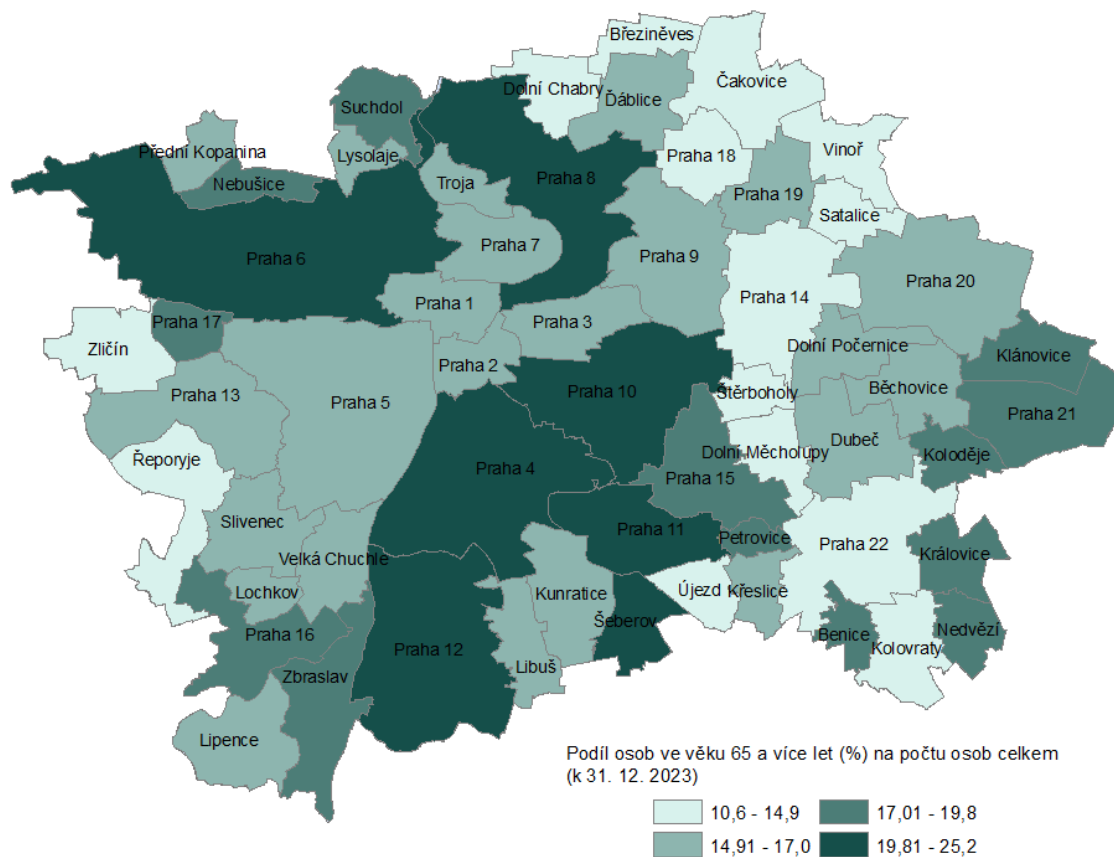 Březiněves
Čakovice
Dolní Chabry
Ďáblice
Suchdol
Přední Kopanina
Lysolaje
Praha 18
Vinoř
Nebušice
Troja
Praha 8
Praha 19
Satalice
Praha 7
Praha 6
Praha 9
Praha 20
Praha 14
Praha 1
Praha 3
Praha 17
Zličín
Dolní Počernice
Klánovice
Praha 2
Praha 13
Praha 5
Praha 10
Štěrboholy
Běchovice
Praha 21
Řeporyje
Praha 4
Dolní Měcholupy
Dubeč
Koloděje
Praha 15
Slivenec
Praha 11
Petrovice
Praha 22
Královice
Velká Chuchle
Lochkov
Kunratice
Újezd
Křeslice
Šeberov
Praha 16
Benice
Nedvězí
Praha 12
Kolovraty
Zbraslav
Libuš
Lipence
Podíl osob ve věku 65 a více let (%) na počtu osob celkem
(k 31. 12. 2023)
10,6 - 14,9
17,01 - 19,8
14,91 - 17,0
19,81 - 25,2